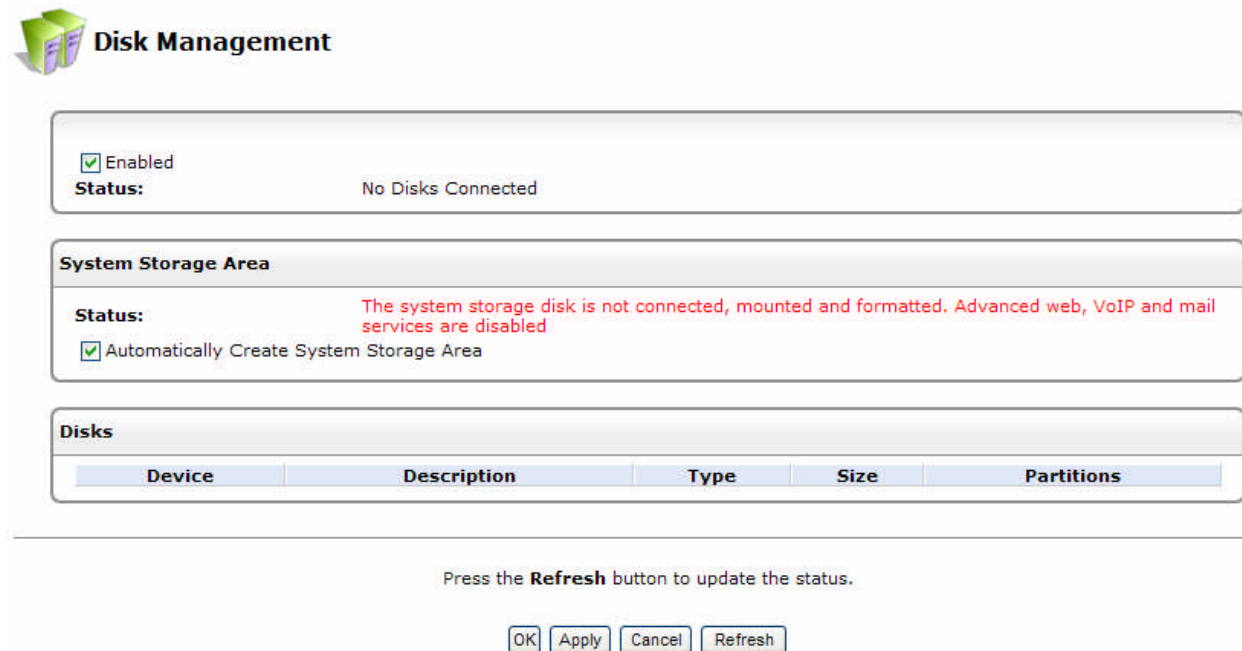 Disk Management
Enabled
Status: No Disks Connected
System Storage Area
Status: The system storage disk is not connected, mounted and formatted. Advanced web, VoIP and mail
services are disabled
Automatically Create System Storage Area
Disks
Device Description Type Size Partitions
Press the Refresh button to update the status.
OK Apply Cancel Refresh